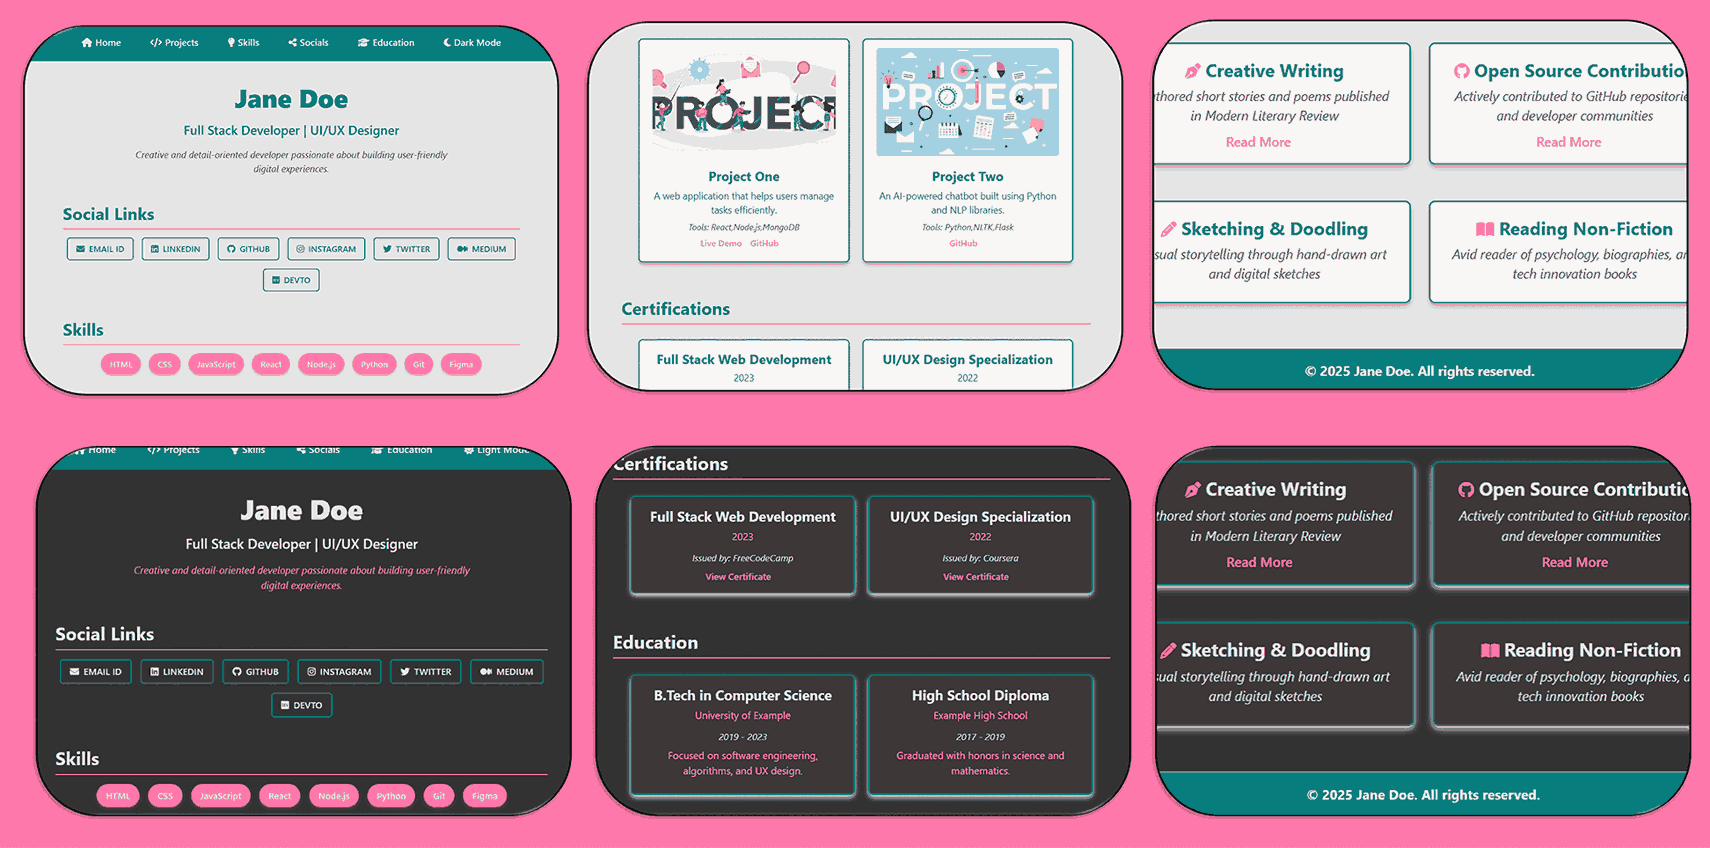 Home Projects Skills Socials Education Dark Mode
Jane Doe
Full Stack Developer | UI/UX Designer
Creative and detail-oriented developer passionate about building user-friendly
digital experiences.
Social Links
EMAIL ID LINKEDIN GITHUB INSTAGRAM TWITTER MEDIUM
DEVTO
Skills
HTML CSS JavaScript React Node.js Python Git Figma
PROJECT
Project One
A web application that helps users manage
tasks efficiently.
Tools: React,Node.js,MongoDB
Live Demo GitHub
PROJECT
Project Two
An AI-powered chatbot built using Python
and NLP libraries.
Tools: Python,NLTK,Flask
GitHub
Certifications
Full Stack Web Development
2023
UI/UX Design Specialization
2022
Creative Writing
thored short stories and poems published
in Modern Literary Review
Read More
Open Source Contributio
Actively contributed to GitHub repositorie
and developer communities
Read More
Sketching & Doodling
sual storytelling through hand-drawn art
and digital sketches
Reading Non-Fiction
Avid reader of psychology, biographies, an
tech innovation books
© 2025 Jane Doe. All rights reserved.
Home Projects Skills Socials Education Light Mode
Jane Doe
Full Stack Developer | UI/UX Designer
Creative and detail-oriented developer passionate about building user-friendly
digital experiences.
Social Links
EMAIL ID LINKEDIN GITHUB INSTAGRAM TWITTER MEDIUM
DEVTO
Skills
HTML CSS JavaScript React Node.js Python Git Figma
Certifications
Full Stack Web Development
2023
Issued by: FreeCodeCamp
View Certificate
UI/UX Design Specialization
2022
Issued by: Coursera
View Certificate
Education
B.Tech in Computer Science
University of Example
2019 - 2023
Focused on software engineering,
algorithms, and UX design.
High School Diploma
Example High School
2017 - 2019
Graduated with honors in science and
mathematics.
Creative Writing
thored short stories and poems published
in Modern Literary Review
Read More
Open Source Contributic
Actively contributed to GitHub repositor
and developer communities
Read More
Sketching & Doodling
sual storytelling through hand-drawn art
and digital sketches
Reading Non-Fiction
Avid reader of psychology, biographies, a
tech innovation books
© 2025 Jane Doe. All rights reserved.